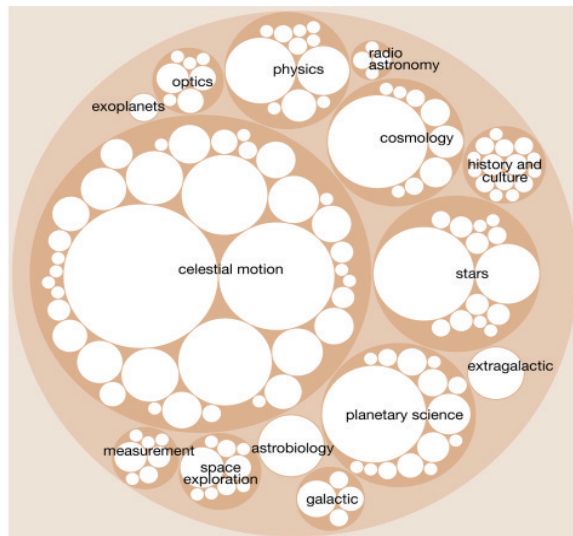 physics
radio
astronomy
optics
exoplanets
cosmology
history and
culture
celestial motion
stars
extragalactic
planetary science
measurement
astrobiology
space
exploration
galactic